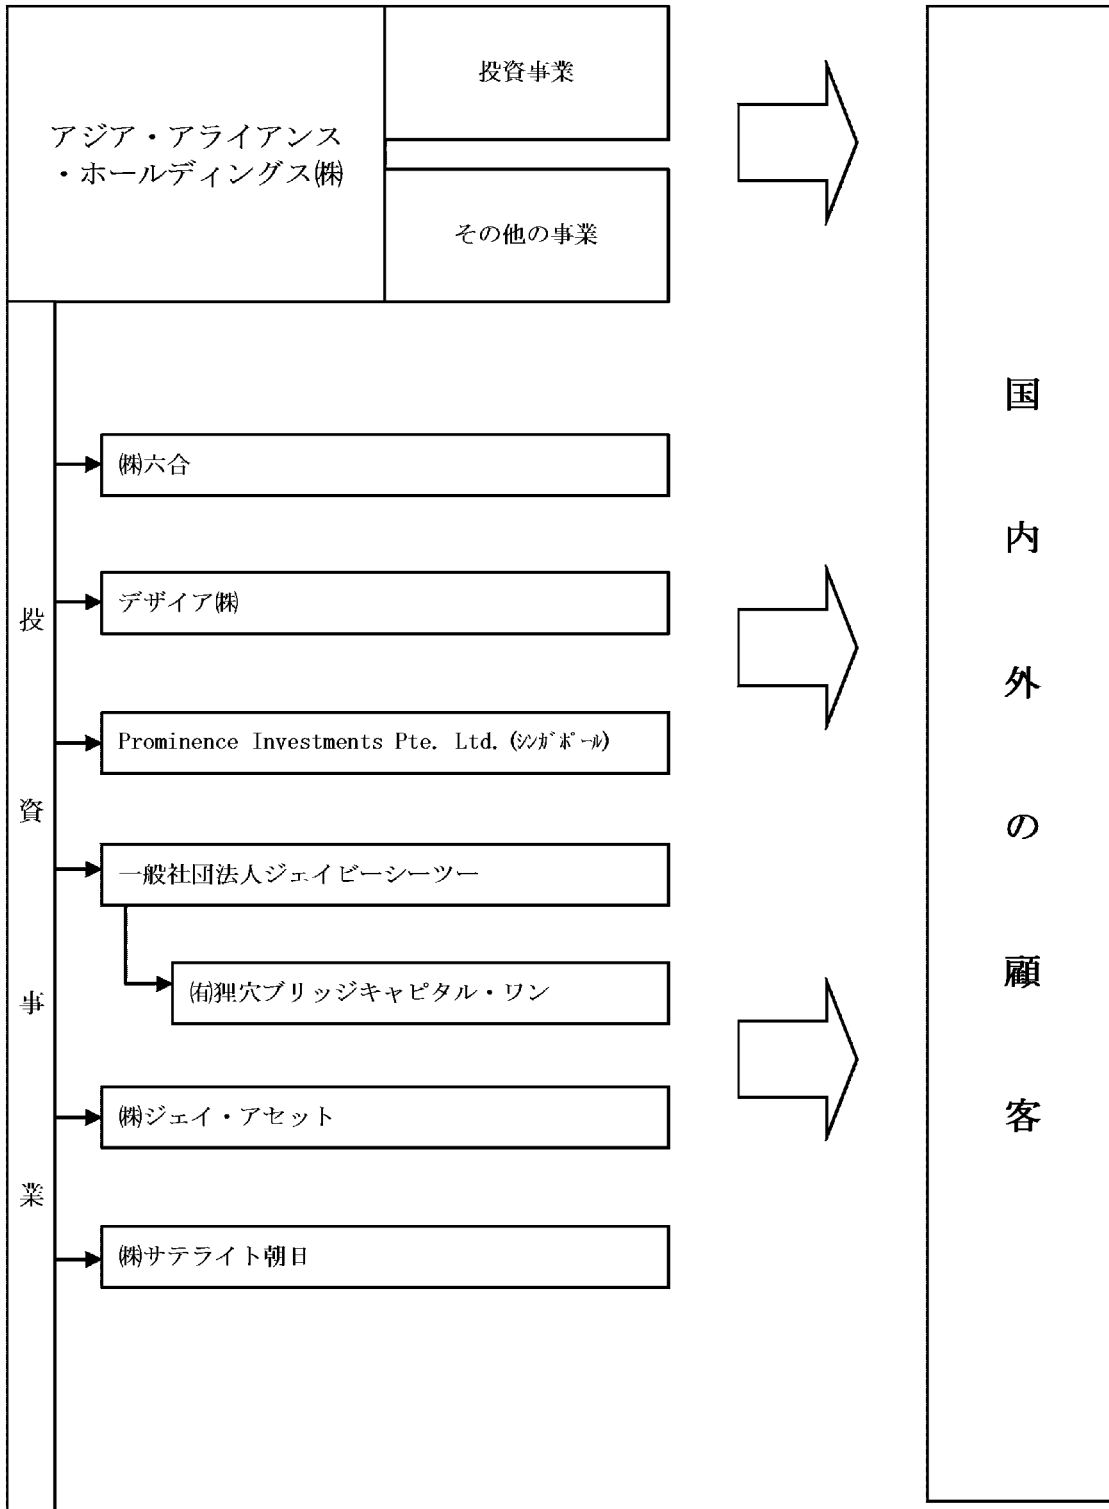 アジア・アライアンス
・ホールディングス㈱
投資事業
その他の事業
投資事業
㈱六合
デザイア㈱
Prominence Investments Pte. Ltd. (ｼﾝｶﾞﾎﾟｰﾙ)
一般社団法人ジェイビーシーツー
㈲狸穴ブリッジキャピタル・ワン
㈱ジェイ・アセット
㈱サテライト朝日
国内外の顧客